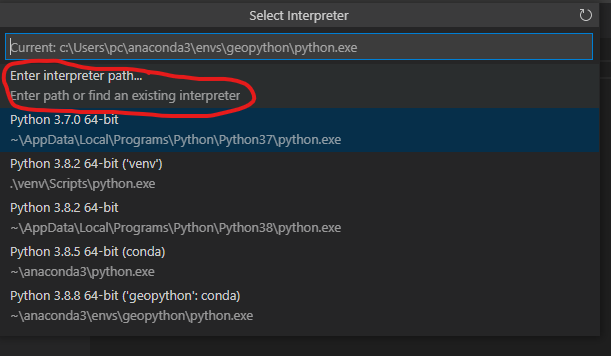 Select Interpreter
Current: c:\Users\pc\anaconda3\envs\geopython\python.exe
Enter interpreter path...
Enter path or find an existing interpreter
Python 3.7.0 64-bit
~\AppData\Local\Programs\Python\Python37\python.exe
Python 3.8.2 64-bit ('venv')
.\venv\Scripts\python.exe
Python 3.8.2 64-bit
~\AppData\Local\Programs\Python\Python38\python.exe
Python 3.8.5 64-bit (conda)
~\anaconda3\python.exe
Python 3.8.8 64-bit ('geopython': conda)
~\anaconda3\envs\geopython\python.exe